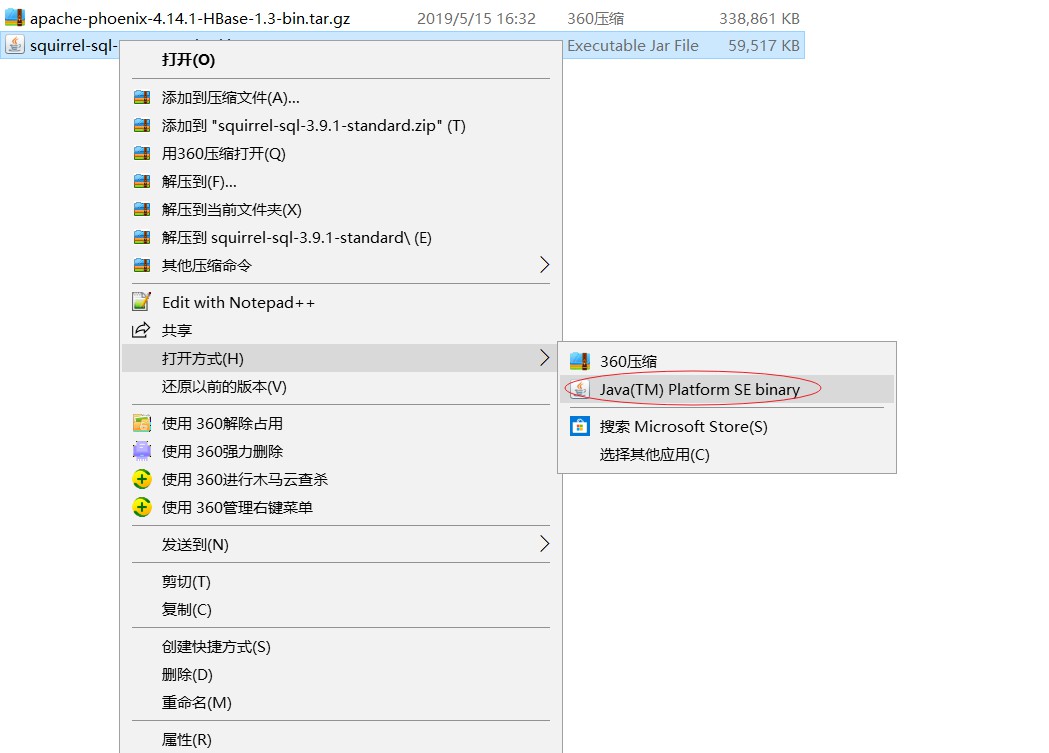 apache-phoenix-4.14.1-HBase-1.3-bin.tar.gz 2019/5/15 16:32 360压缩 338,861 KB
squirrel-sql- Executable Jar File 59,517 KB
打开(O)
添加到压缩文件(A)...
添加到 "squirrel-sql-3.9.1-standard.zip" (T)
用360压缩打开(Q)
解压到(F)...
解压到当前文件夹(X)
解压到 squirrel-sql-3.9.1-standard\ (E)
其他压缩命令
Edit with Notepad++
共享
打开方式(H)
还原以前的版本(V)
使用 360解除占用
使用 360强力删除
使用 360进行木马云查杀
使用 360管理右键菜单
发送到(N)
剪切(T)
复制(C)
创建快捷方式(S)
删除(D)
重命名(M)
属性(R)
360压缩
Java(TM) Platform SE binary
搜索 Microsoft Store(S)
选择其他应用(C)